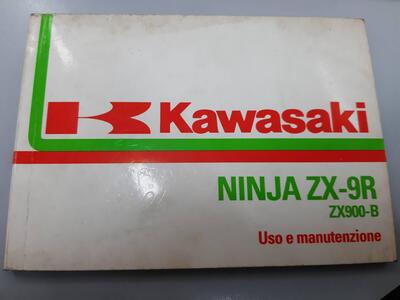 Kawasaki
NINJA ZX-9R
ZX900-B
Uso e manutenzione